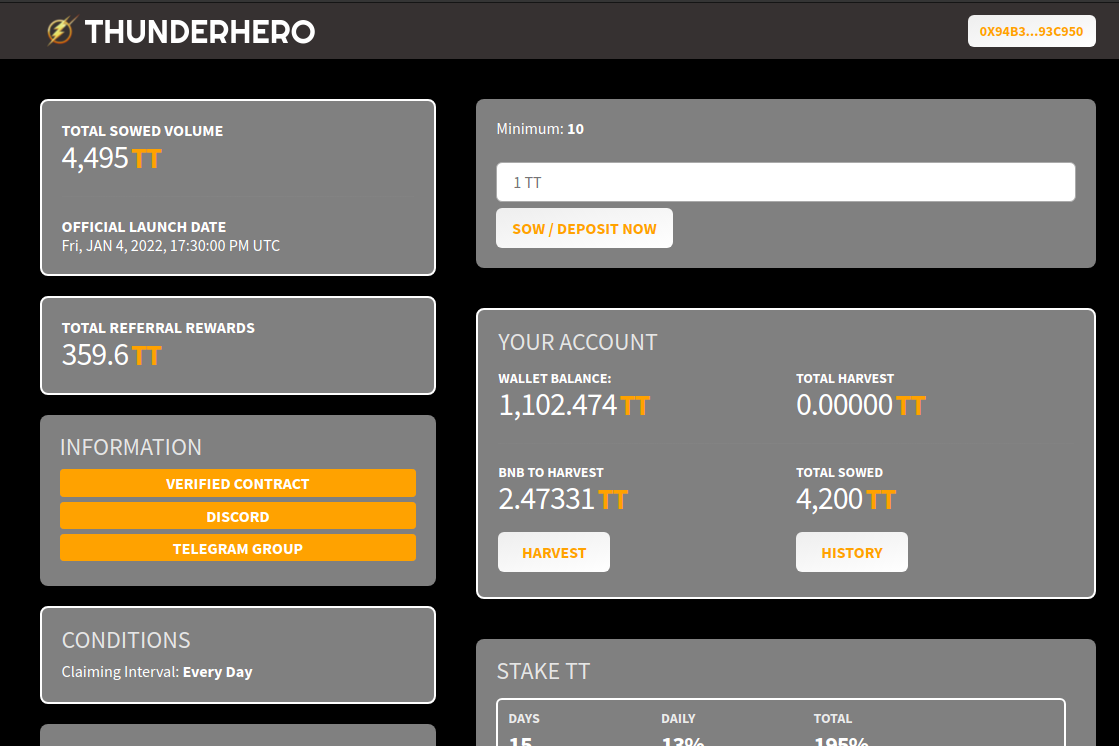 THUNDERHERO
0X94B3...93C950
TOTAL SOWED VOLUME
4,495 TT
OFFICIAL LAUNCH DATE
Fri, JAN 4, 2022, 17:30:00 PM UTC
TOTAL REFERRAL REWARDS
359.6 TT
INFORMATION
VERIFIED CONTRACT
DISCORD
TELEGRAM GROUP
CONDITIONS
Claiming Interval: Every Day
Minimum: 10
1 TT
SOW / DEPOSIT NOW
YOUR ACCOUNT
WALLET BALANCE:
1,102.474 TT
TOTAL HARVEST
0.00000 TT
BNB TO HARVEST
2.47331 TT
TOTAL SOWED
4,200 TT
HARVEST
HISTORY
STAKE TT
DAYS DAILY TOTAL
15 13% 195%